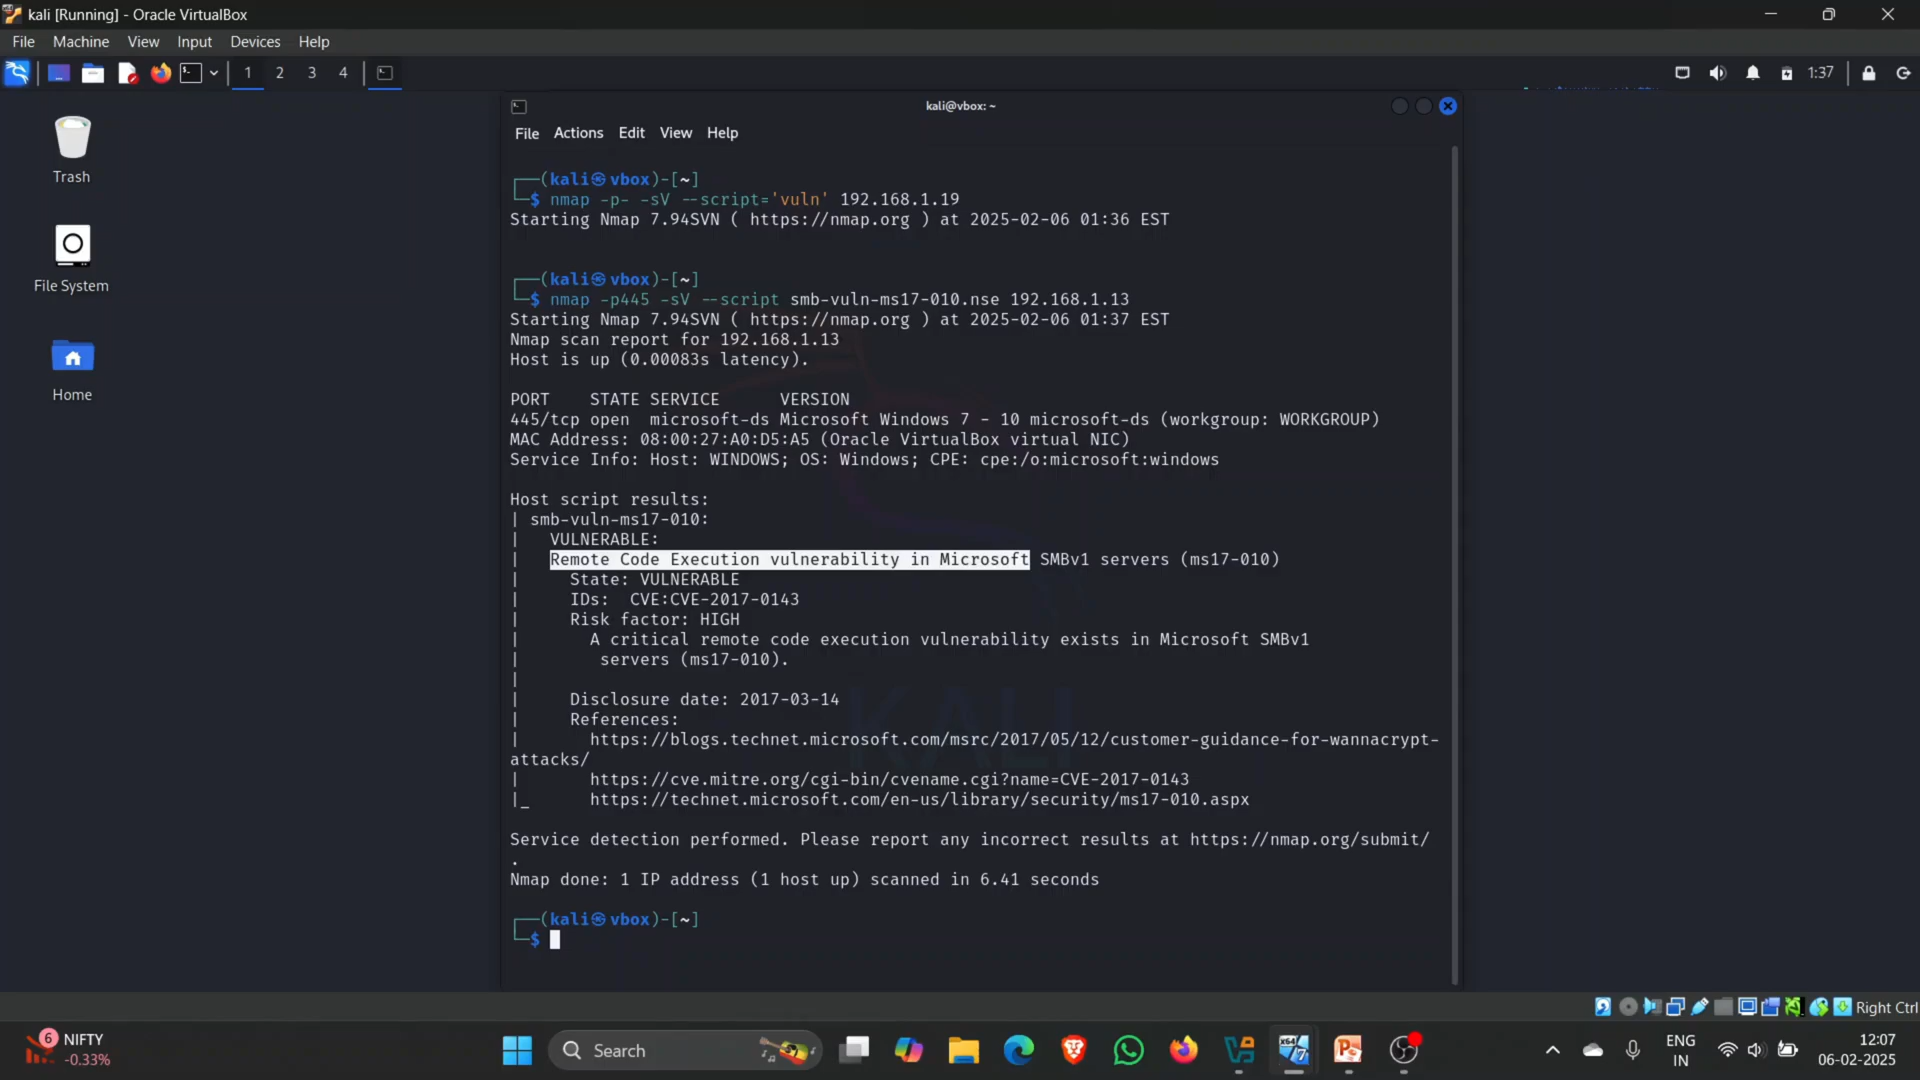 kali [Running] - Oracle VirtualBox
File Machine View Input Devices Help
1 2 3 4
1:37
Trash
File System
Home
kali@vbox: ~
File Actions Edit View Help
┌──(kali㉿vbox)-[~]
└─$ nmap -p- -sV --script='vuln' 192.168.1.19
Starting Nmap 7.94SVN ( https://nmap.org ) at 2025-02-06 01:36 EST
┌──(kali㉿vbox)-[~]
└─$ nmap -p445 -sV --script smb-vuln-ms17-010.nse 192.168.1.13
Starting Nmap 7.94SVN ( https://nmap.org ) at 2025-02-06 01:37 EST
Nmap scan report for 192.168.1.13
Host is up (0.00083s latency).
PORT    STATE SERVICE      VERSION
445/tcp open  microsoft-ds Microsoft Windows 7 - 10 microsoft-ds (workgroup: WORKGROUP)
MAC Address: 08:00:27:A0:D5:A5 (Oracle VirtualBox virtual NIC)
Service Info: Host: WINDOWS; OS: Windows; CPE: cpe:/o:microsoft:windows
Host script results:
| smb-vuln-ms17-010:
|   VULNERABLE:
|   Remote Code Execution vulnerability in Microsoft SMBv1 servers (ms17-010)
|     State: VULNERABLE
|     IDs:  CVE:CVE-2017-0143
|     Risk factor: HIGH
|       A critical remote code execution vulnerability exists in Microsoft SMBv1
|        servers (ms17-010).
|
|     Disclosure date: 2017-03-14
|     References:
|       https://blogs.technet.microsoft.com/msrc/2017/05/12/customer-guidance-for-wannacrypt-
attacks/
|       https://cve.mitre.org/cgi-bin/cvename.cgi?name=CVE-2017-0143
|_      https://technet.microsoft.com/en-us/library/security/ms17-010.aspx
Service detection performed. Please report any incorrect results at https://nmap.org/submit/
.
Nmap done: 1 IP address (1 host up) scanned in 6.41 seconds
┌──(kali㉿vbox)-[~]
└─$
KALI
Right Ctrl
6
NIFTY
-0.33%
Search
x64
7
ENG
IN
12:07
06-02-2025